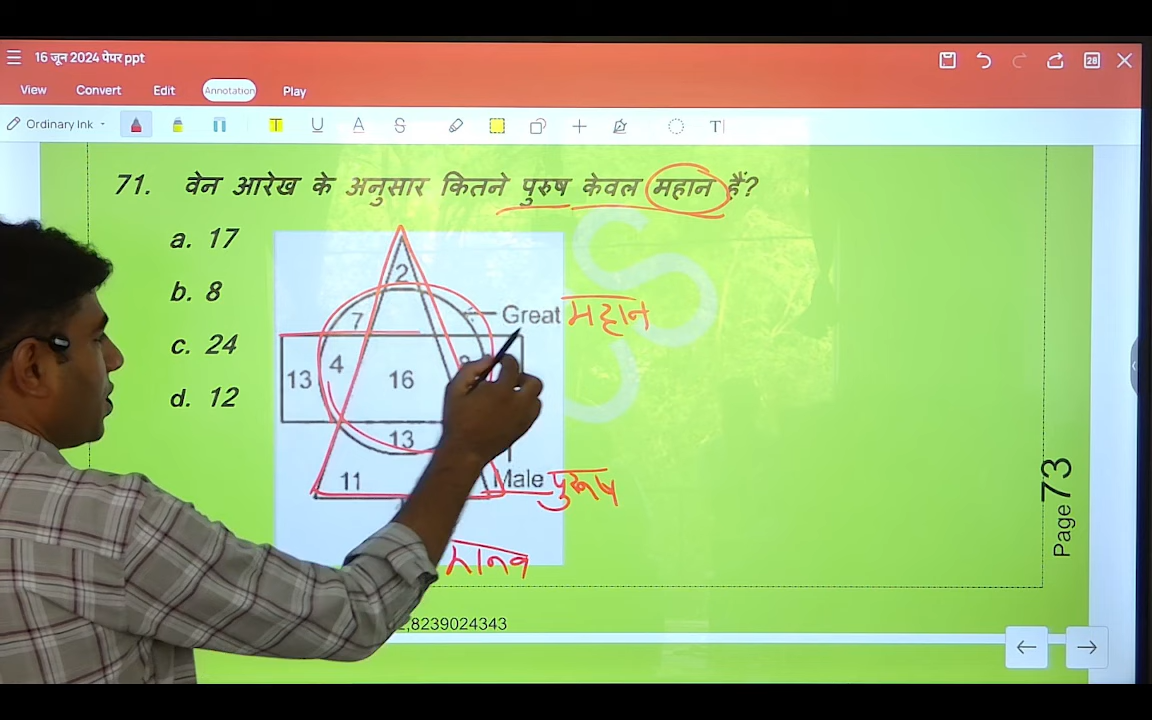 16 जून 2024 पेपर ppt
28
View Convert Edit Annotation Play
Ordinary Ink
71. वेन आरेख के अनुसार कितने पुरुष केवल महान हैं?
a. 17
b. 8
c. 24
d. 12
2
7
Great महान
13 4 16
13
11
Male पुरुष
मानव
8239024343
Page 73